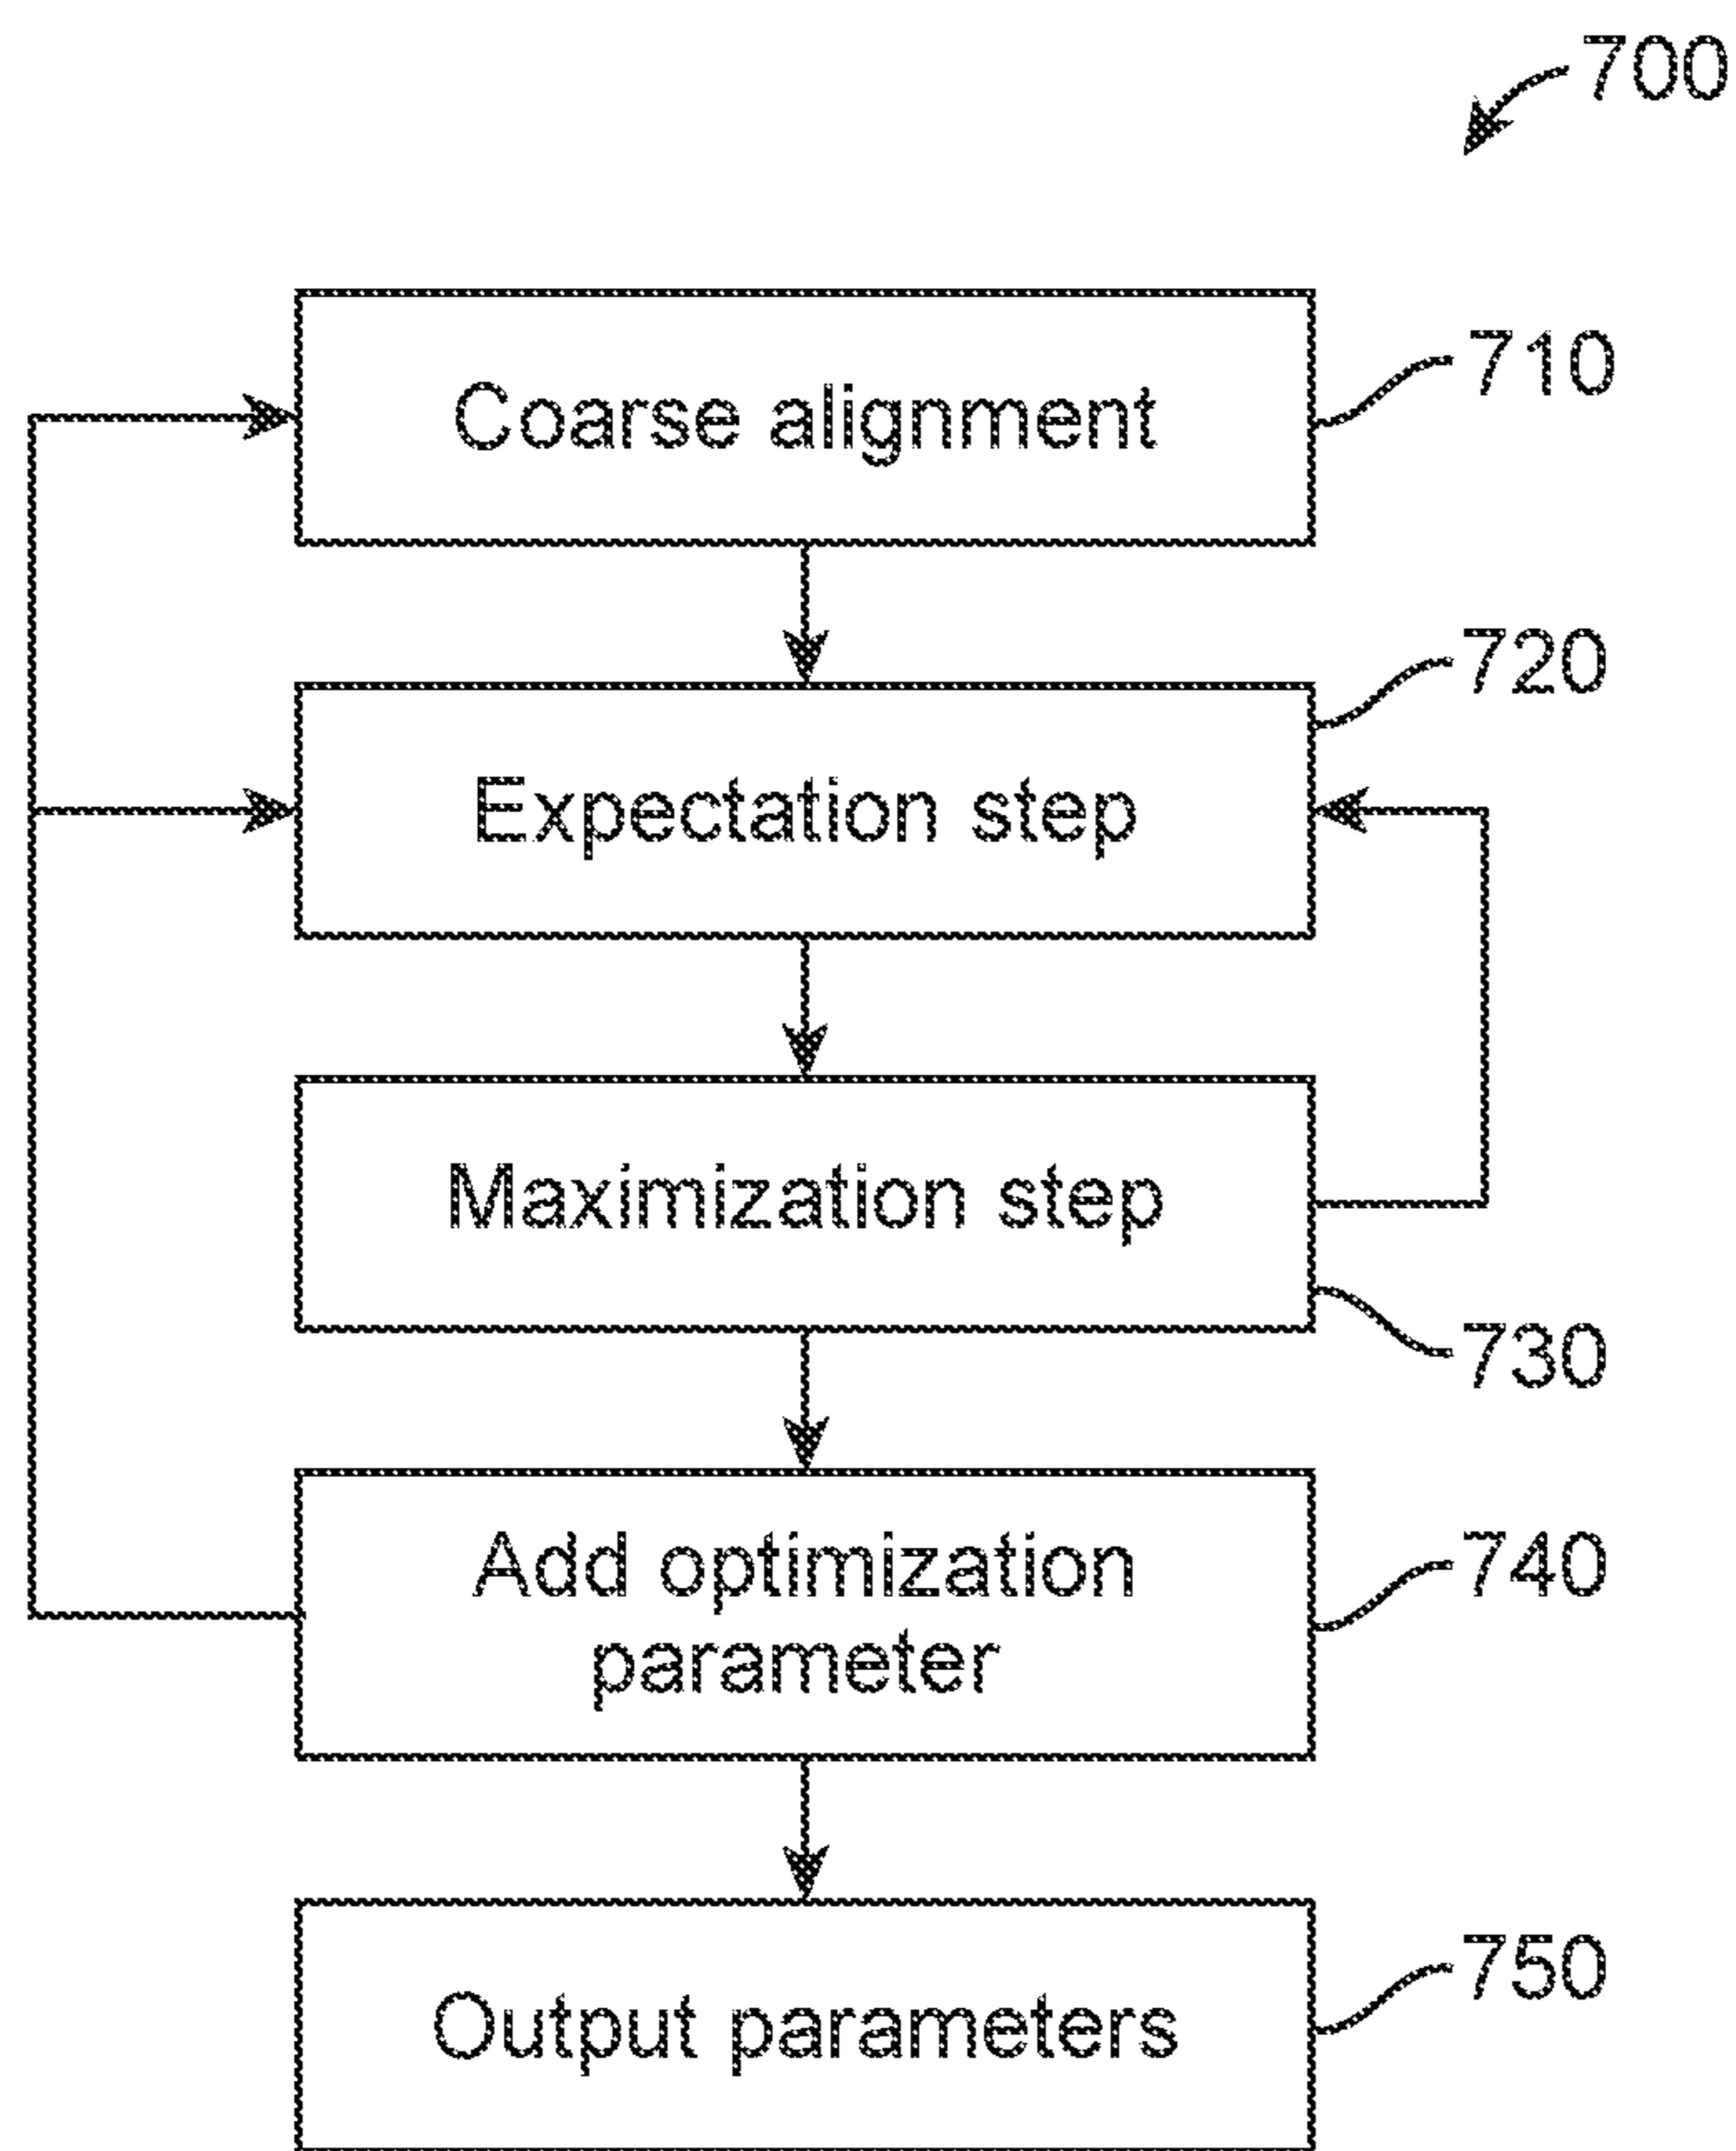 700
Coarse alignment
710
720
Expectation step
Maximization step
730
Add optimization
parameter
740
750
Output parameters